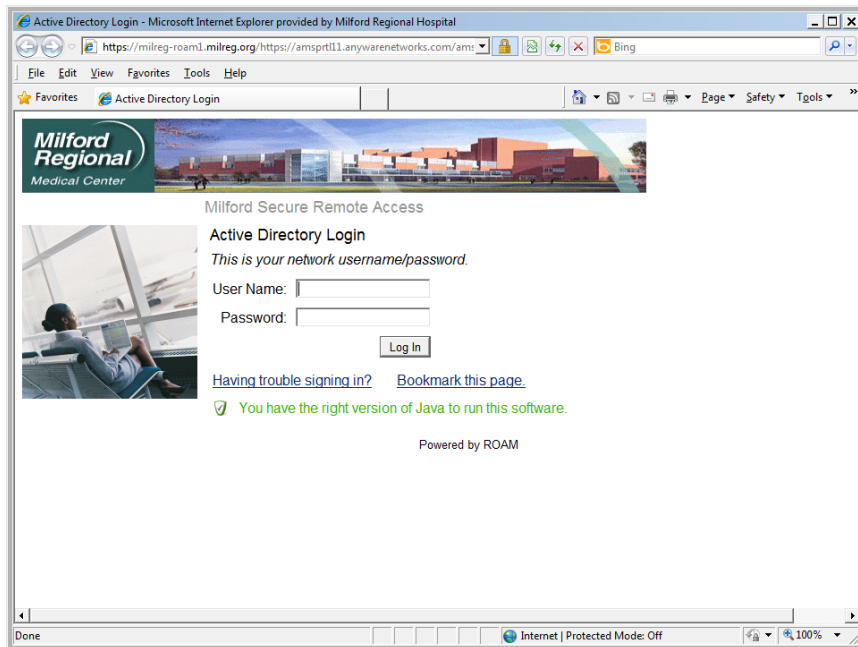 Active Directory Login - Microsoft Internet Explorer provided by Milford Regional Hospital
https://milreg-roam1.milreg.org/https://amsprtl11.anywarenetworks.com/ams
Bing
File Edit View Favorites Tools Help
Favorites Active Directory Login Page Safety Tools »
Milford
Regional
Medical Center
Milford Secure Remote Access
Active Directory Login
This is your network username/password.
User Name:
Password:
Log In
Having trouble signing in? Bookmark this page.
You have the right version of Java to run this software.
Powered by ROAM
Done Internet | Protected Mode: Off 100%